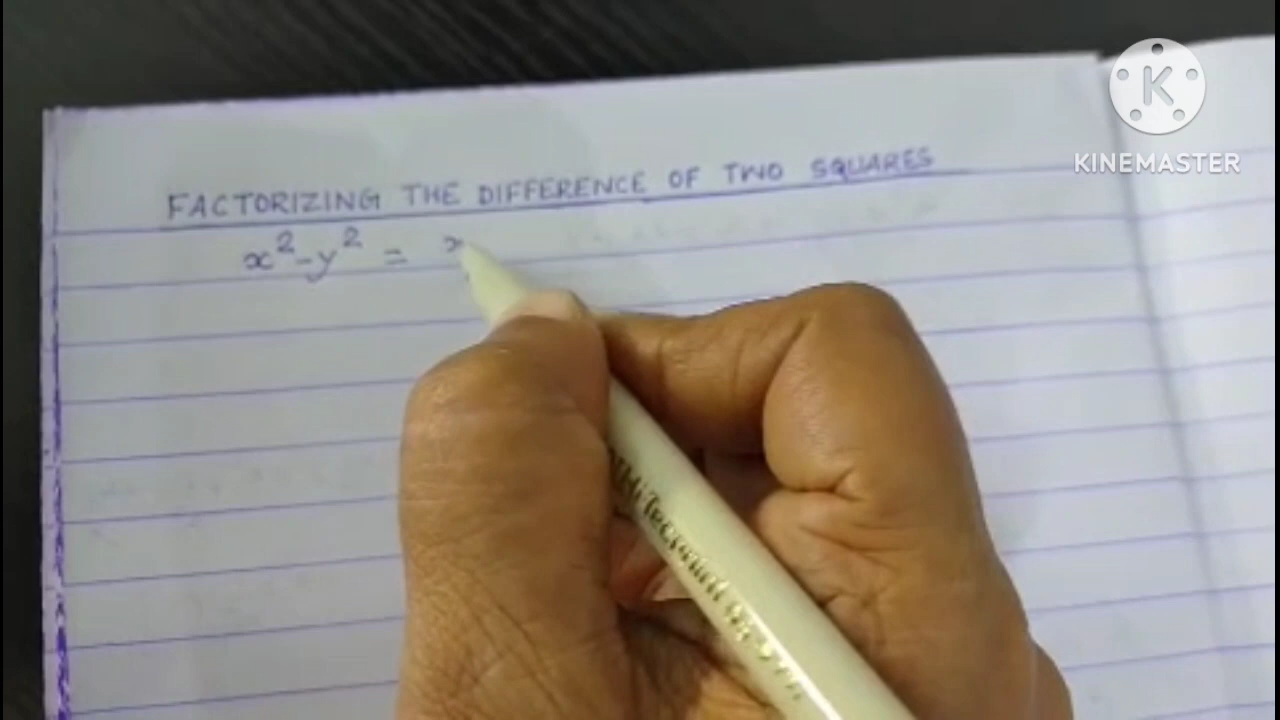 K
KINEMASTER
FACTORIZING THE DIFFERENCE OF TWO SQUARES
x² - y² = x